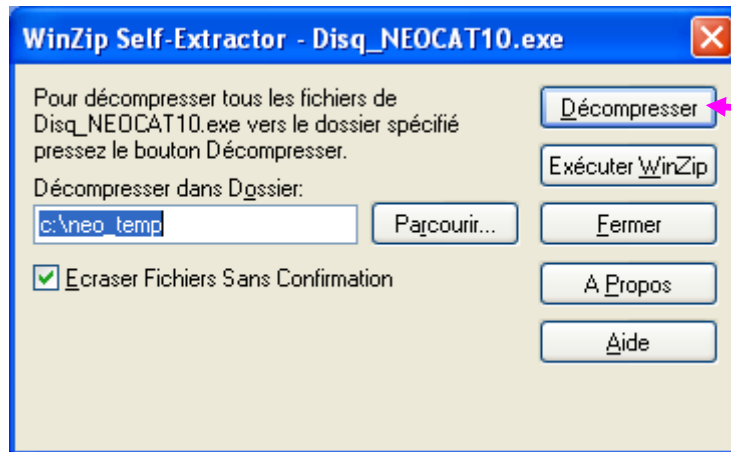 WinZip Self-Extractor - Disq_NEOCAT10.exe
Pour décompresser tous les fichiers de
Disq_NEOCAT10.exe vers le dossier spécifié
pressez le bouton Décompresser.
Décompresser dans Dossier:
c:\neo_temp
Parcourir...
Ecraser Fichiers Sans Confirmation
Décompresser
Exécuter WinZip
Fermer
A Propos
Aide